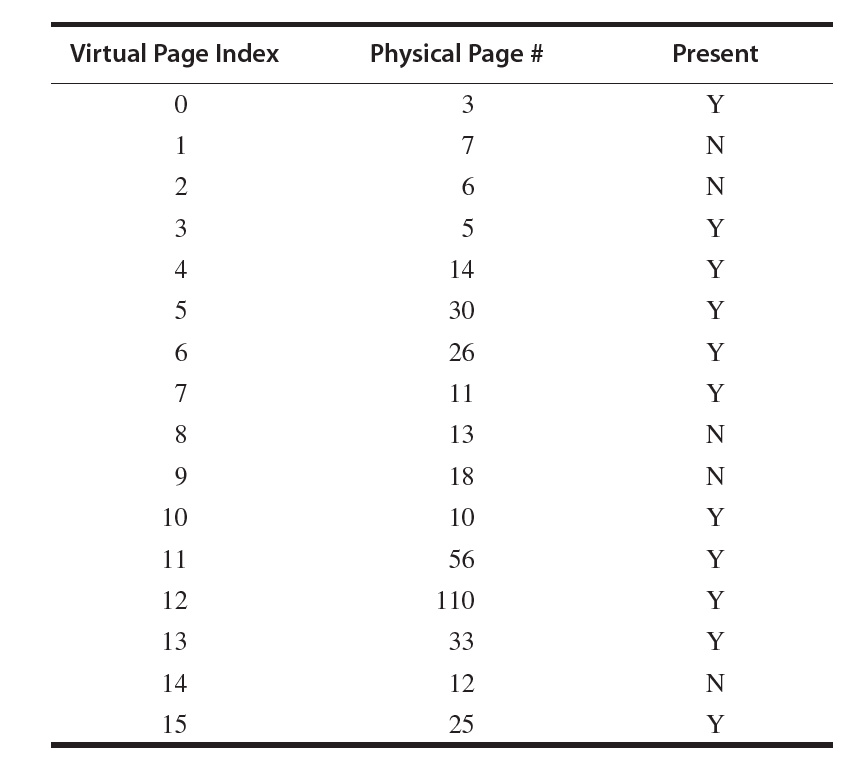 Virtual Page Index Physical Page # Present
0 3 Y
1 7 N
2 6 N
3 5 Y
4 14 Y
5 30 Y
6 26 Y
7 11 Y
8 13 N
9 18 N
10 10 Y
11 56 Y
12 110 Y
13 33 Y
14 12 N
15 25 Y